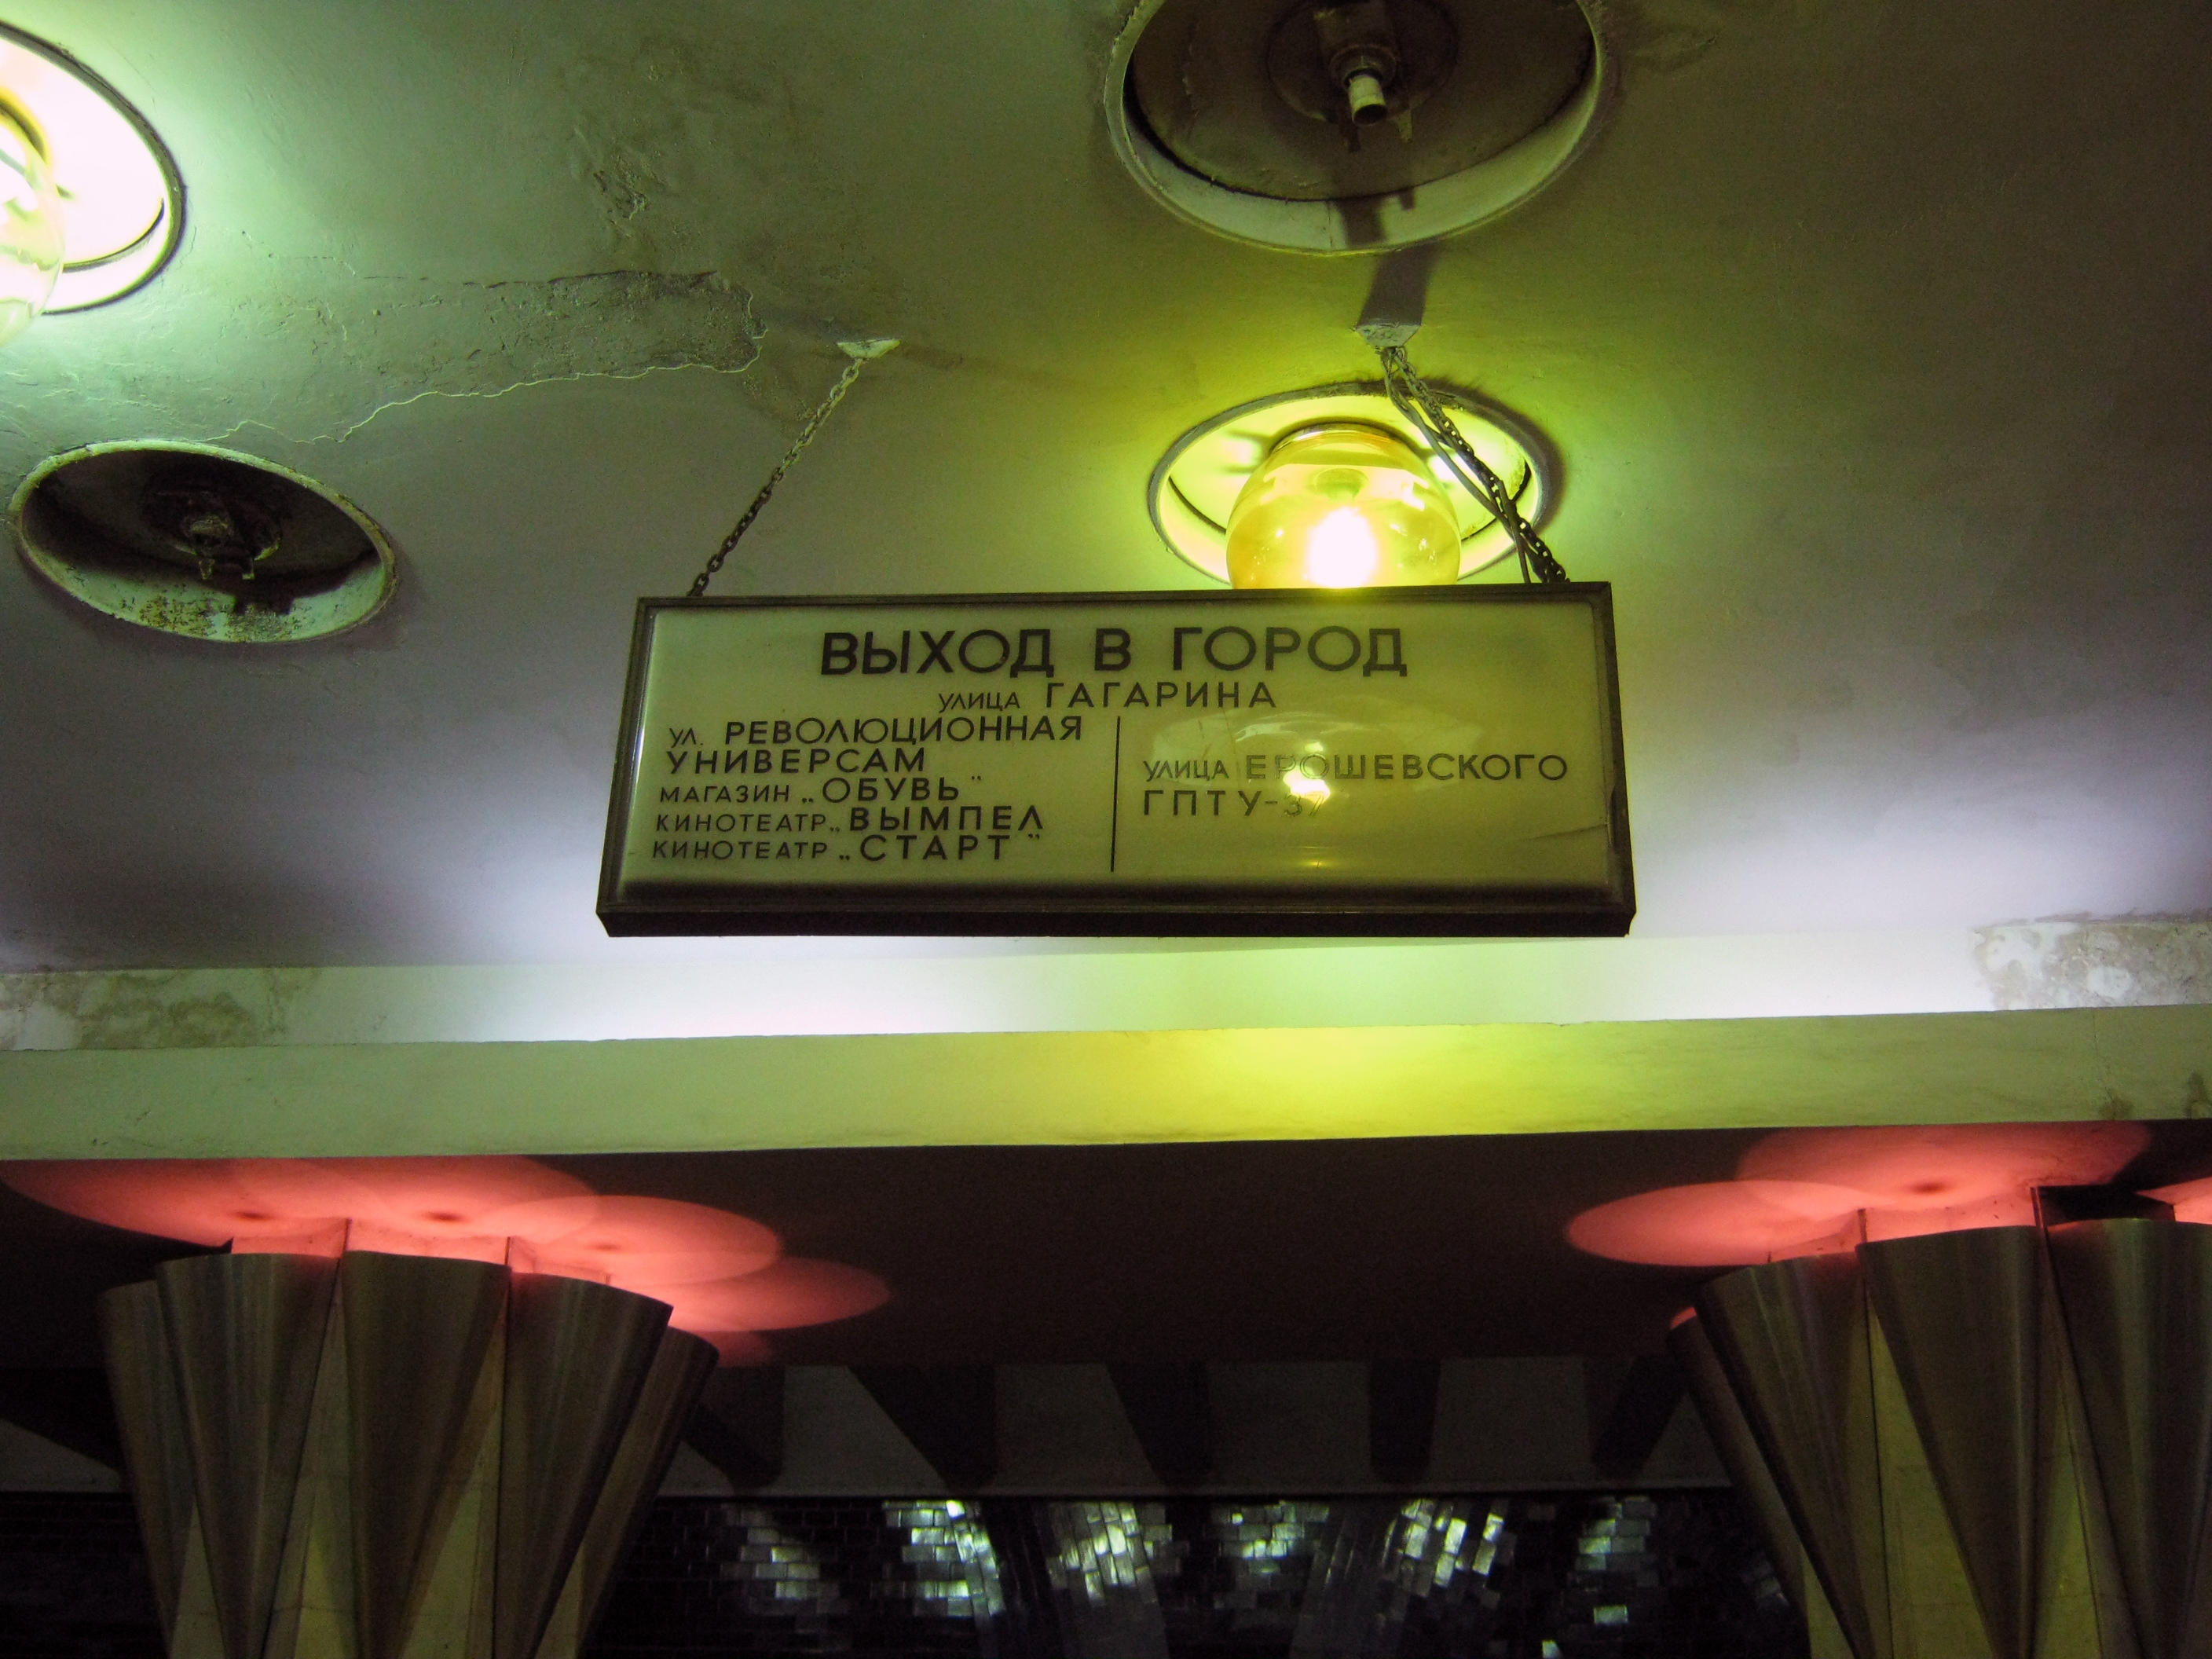 ВЫХОД В ГОРОД
УЛИЦА ГАГАРИНА
УЛ. РЕВОЛЮЦИОННАЯ
УНИВЕРСАМ
МАГАЗИН „ОБУВЬ"
КИНОТЕАТР „ВЫМПЕЛ
КИНОТЕАТР „СТАРТ"
УЛИЦА ЕРОШЕВСКОГО
ГПТУ-37